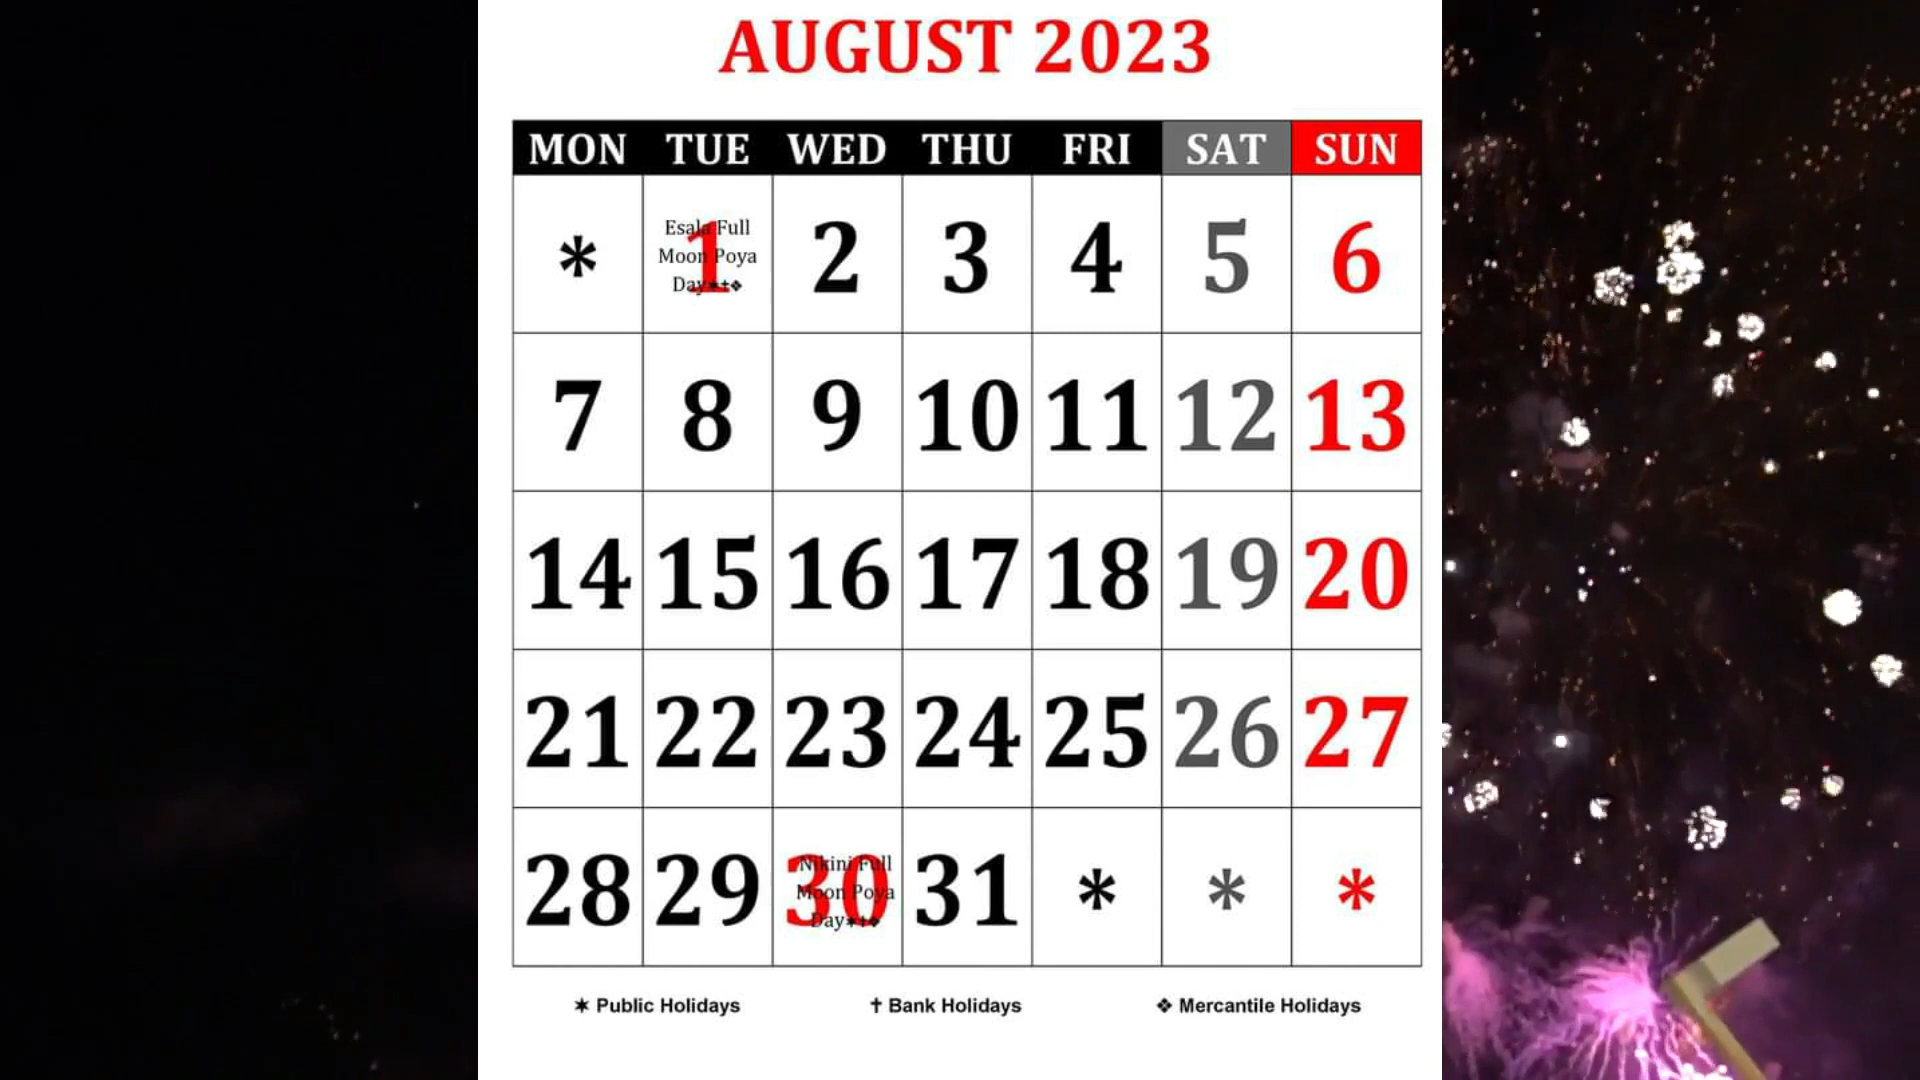 AUGUST 2023
MON TUE WED THU FRI SAT SUN
* 1 2 3 4 5 6
Esala Full
Moon Poya
Day✶✝❖
7 8 9 10 11 12 13
14 15 16 17 18 19 20
21 22 23 24 25 26 27
28 29 30 31 * * *
Nikini Full
Moon Poya
Day✶✝❖
✶ Public Holidays ✝ Bank Holidays ❖ Mercantile Holidays